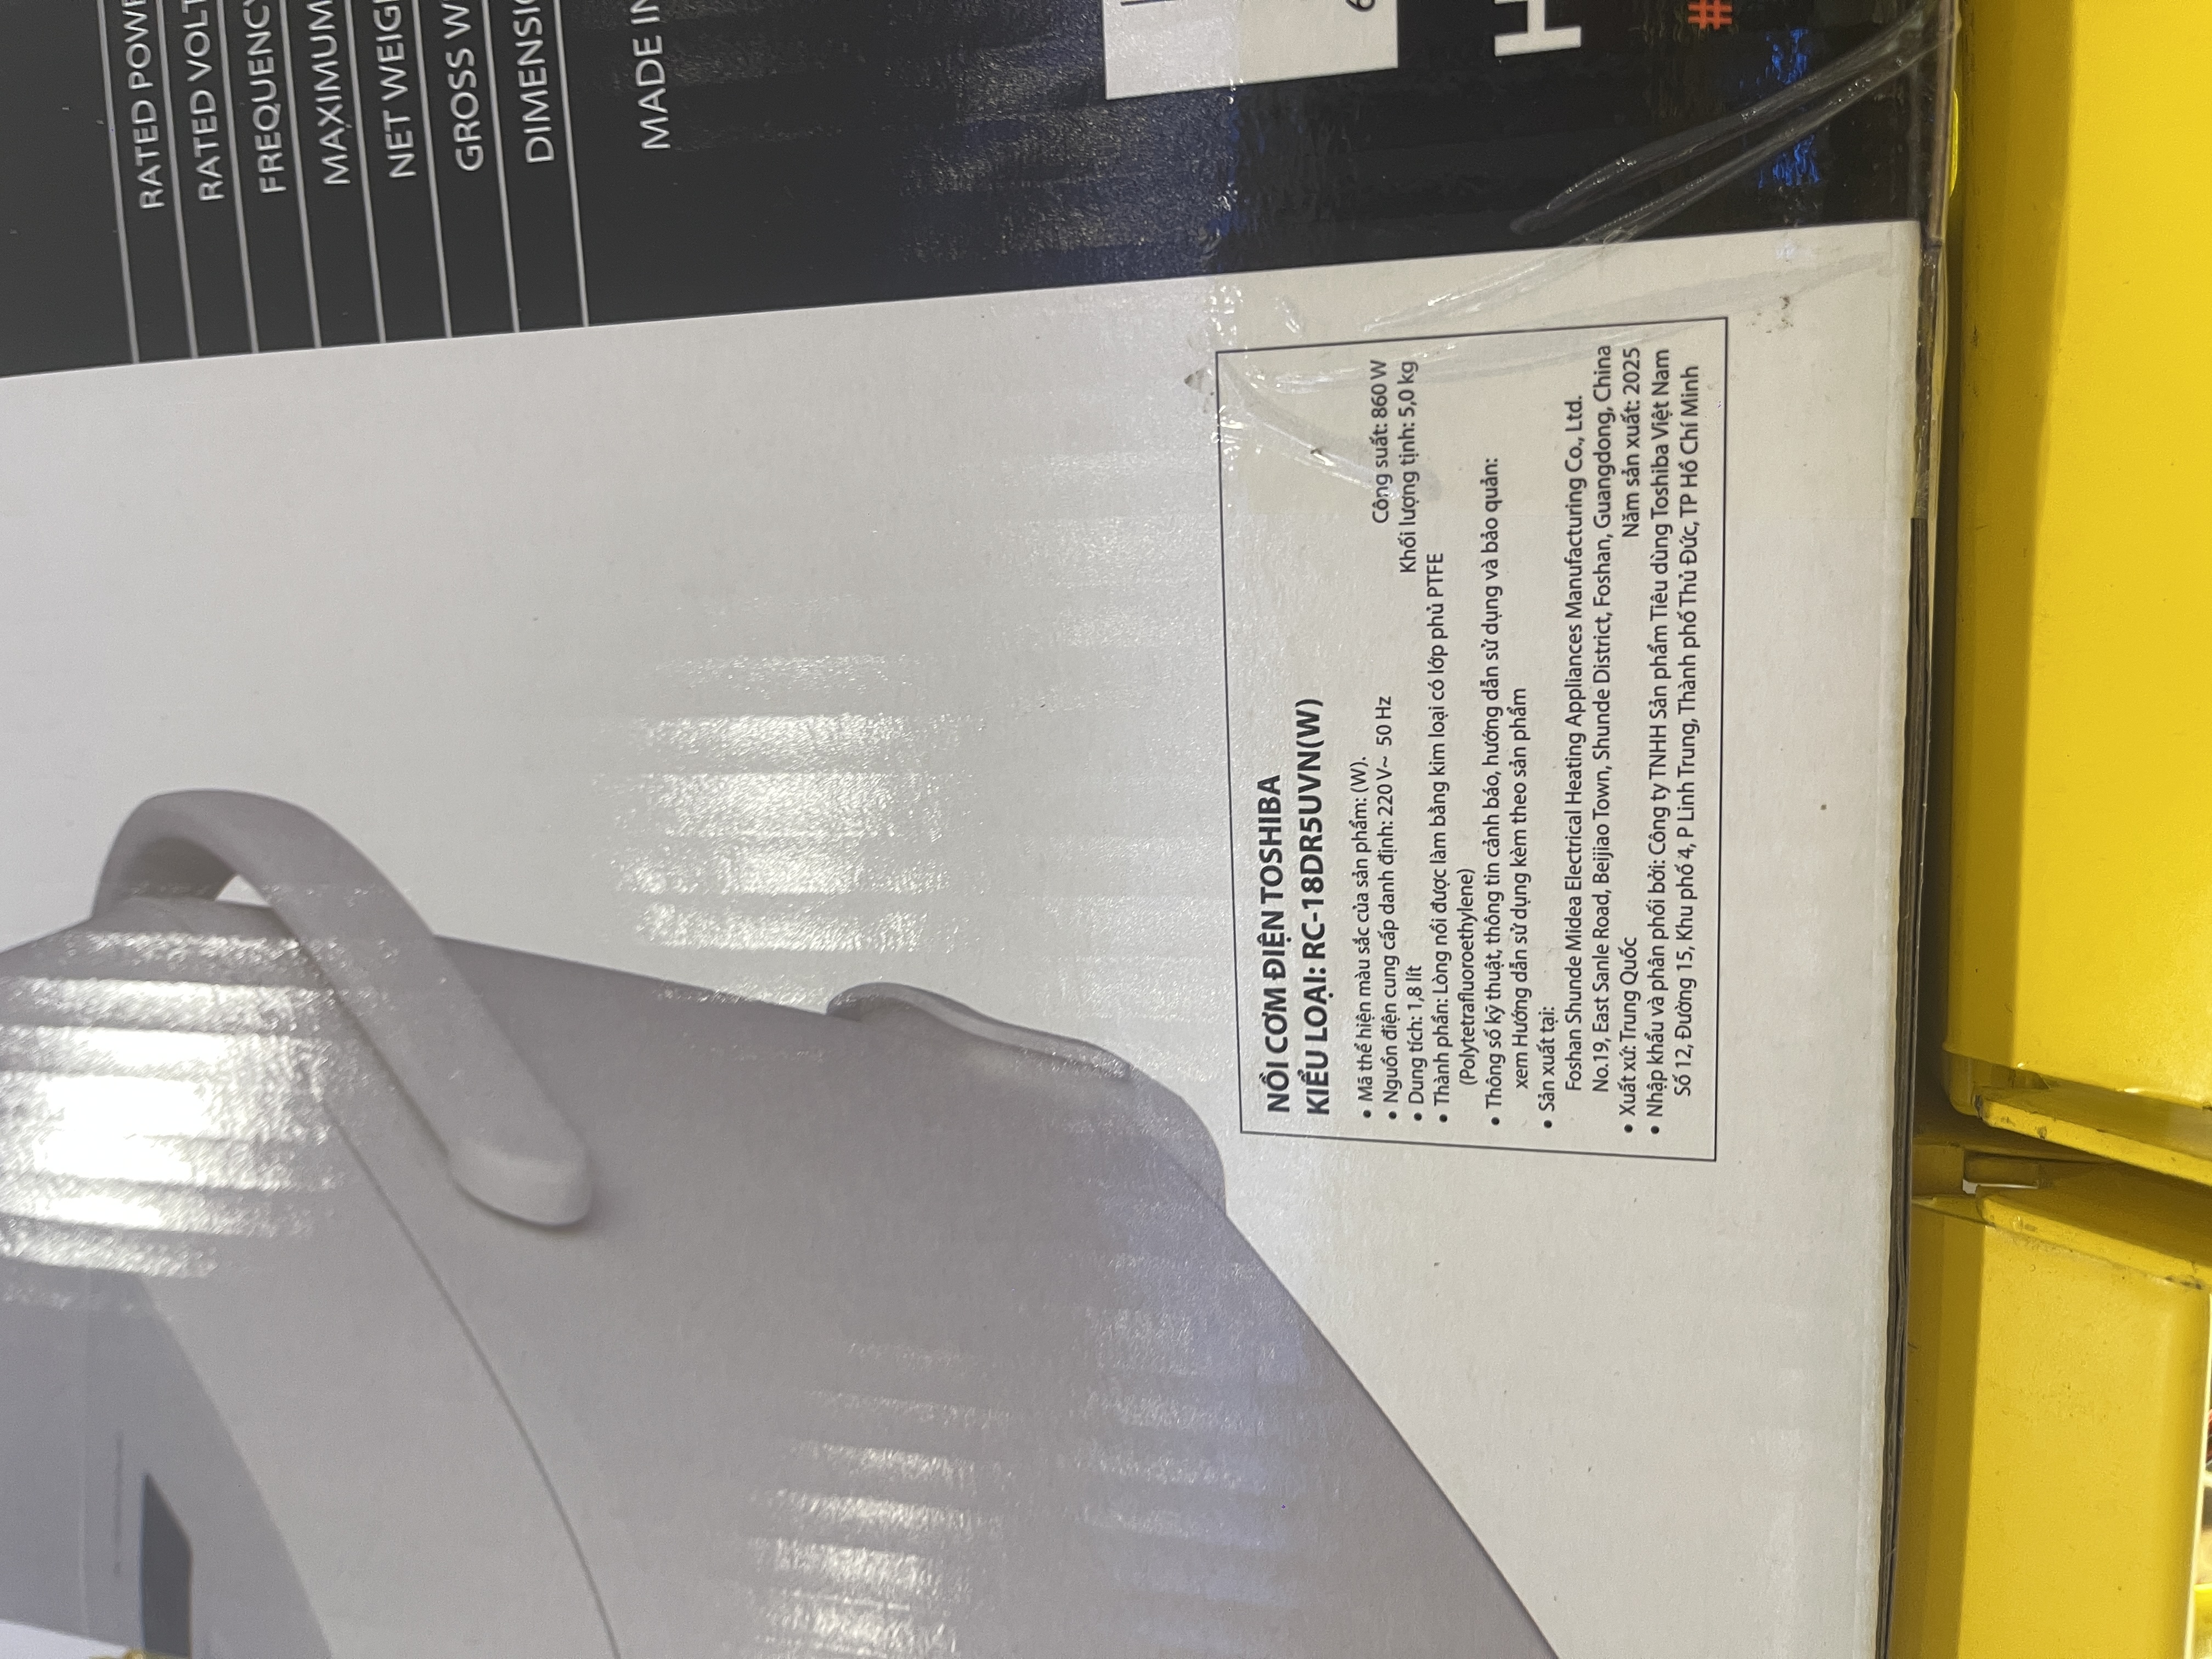 RATED POWE
RATED VOLT
FREQUENCY
MAXIMUM
NET WEIG
GROSS W
DIMENSIO
MADE IN
NỒI CƠM ĐIỆN TOSHIBA
KIỂU LOẠI: RC-18DR5UVN(W)
• Mã thể hiện màu sắc của sản phẩm: (W).
• Nguồn điện cung cấp danh định: 220 V~ 50 Hz Công suất: 860 W
• Dung tích: 1,8 lít Khối lượng tịnh: 5,0 kg
• Thành phần: Lòng nồi được làm bằng kim loại có lớp phủ PTFE
(Polytetrafluoroethylene)
• Thông số kỹ thuật, thông tin cảnh báo, hướng dẫn sử dụng và bảo quản:
xem Hướng dẫn sử dụng kèm theo sản phẩm
• Sản xuất tại:
Foshan Shunde Midea Electrical Heating Appliances Manufacturing Co., Ltd.
No.19, East Sanle Road, Beijiao Town, Shunde District, Foshan, Guangdong, China
• Xuất xứ: Trung Quốc Năm sản xuất: 2025
• Nhập khẩu và phân phối bởi: Công ty TNHH Sản phẩm Tiêu dùng Toshiba Việt Nam
Số 12, Đường 15, Khu phố 4, P Linh Trung, Thành phố Thủ Đức, TP Hồ Chí Minh
H
#